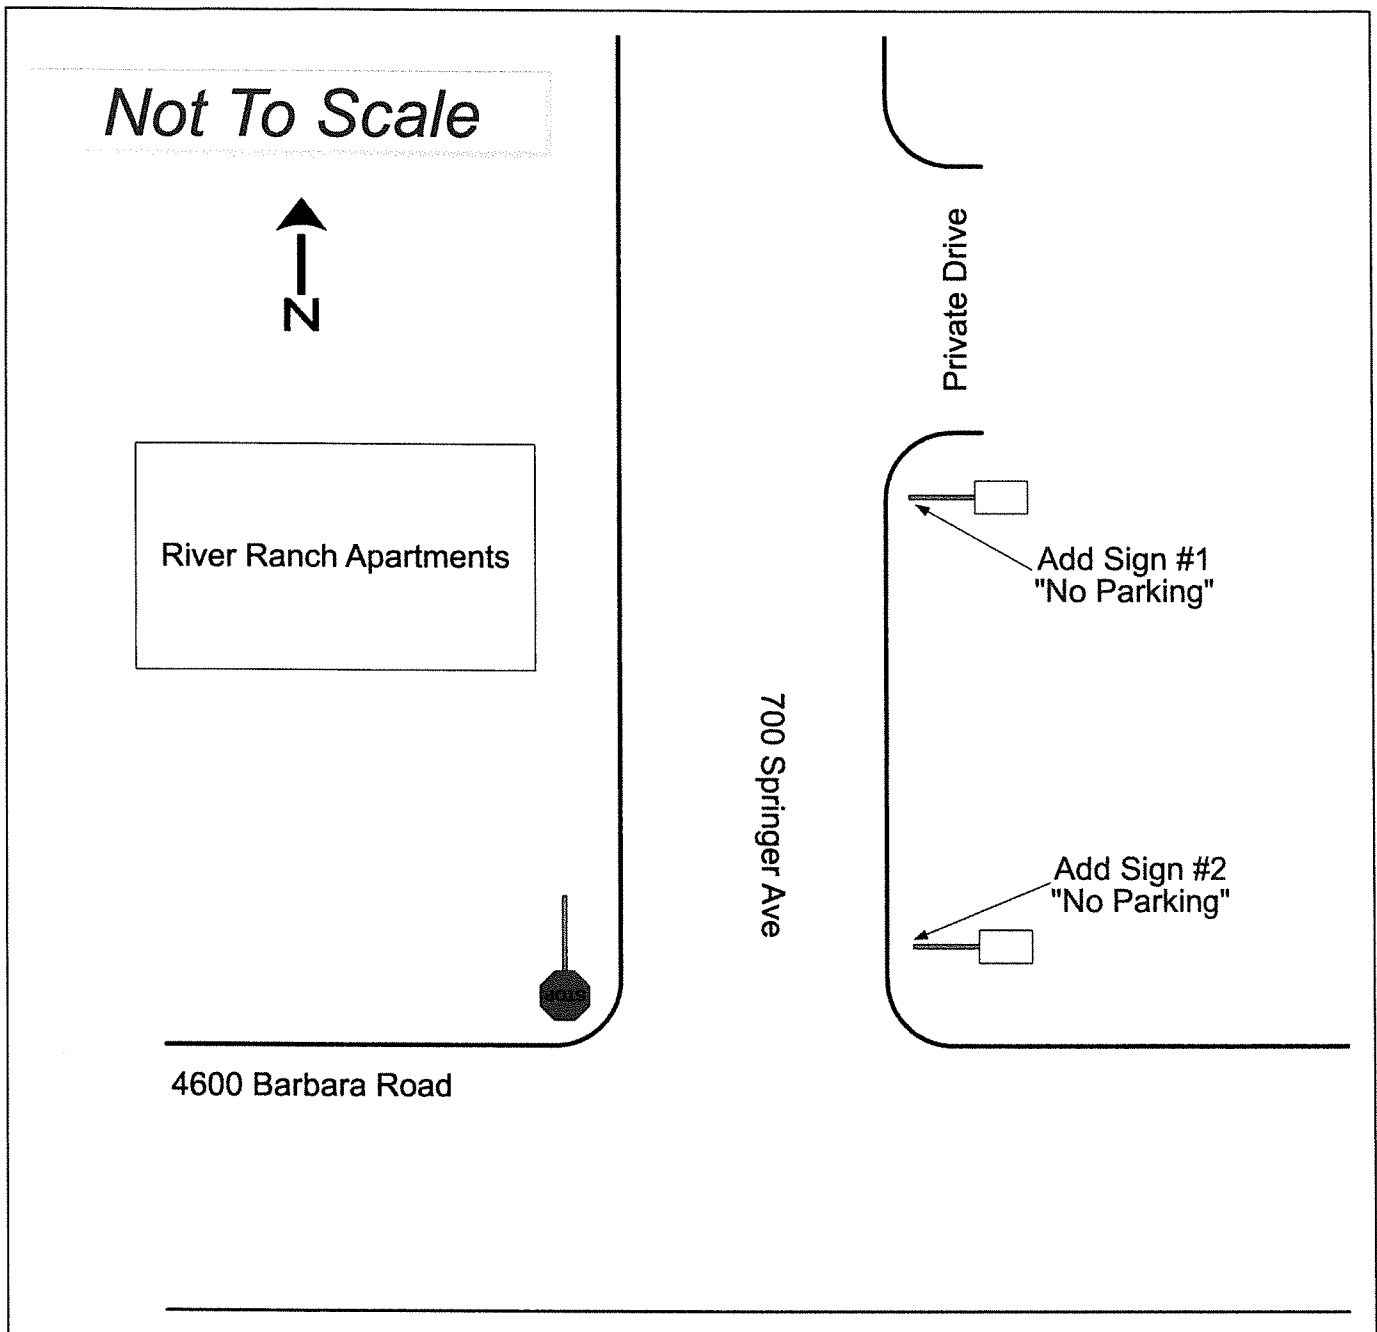 Not To Scale
N
Private Drive
River Ranch Apartments
Add Sign #1
"No Parking"
700 Springer Ave
Add Sign #2
"No Parking"
STOP
4600 Barbara Road